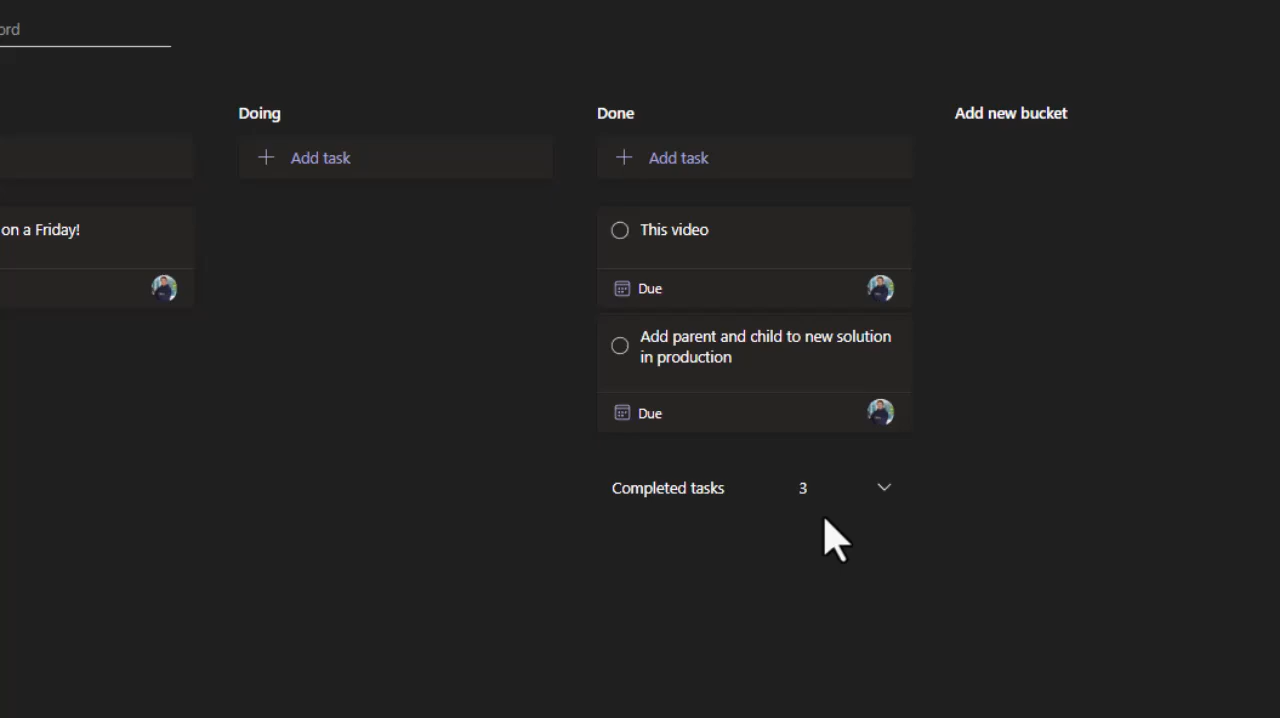 ord
Doing
Done
Add new bucket
Add task
Add task
on a Friday!
This video
Due
Add parent and child to new solution
in production
Due
Completed tasks 3